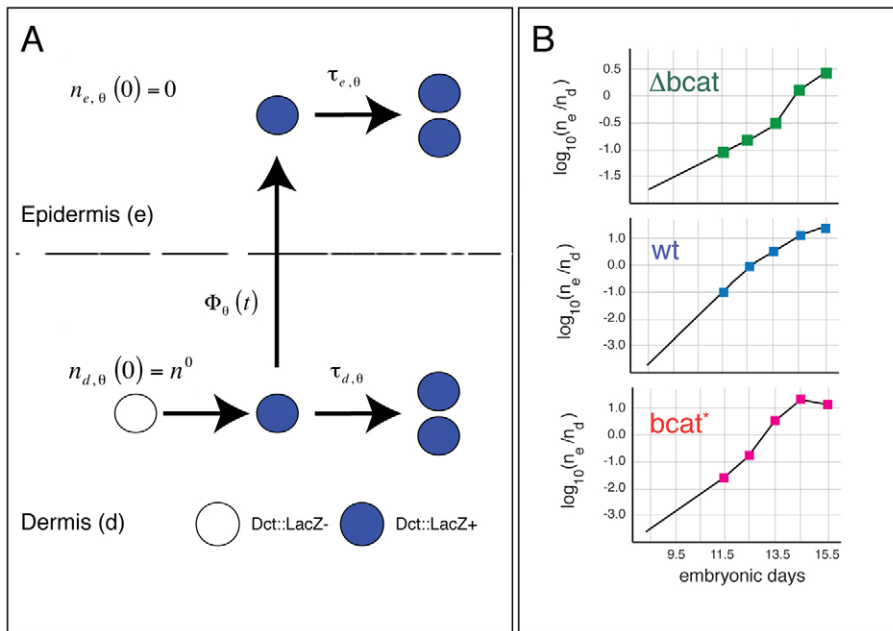 A
n_{e, θ} (0) = 0
τ_{e,θ}
Epidermis (e)
Φ_θ (t)
n_{d,θ} (0) = n^0
τ_{d,θ}
Dermis (d)
Dct::LacZ-
Dct::LacZ+
B
Δbcat
log10(ne/nd)
0.5
0
-0.5
-1.0
-1.5
wt
log10(ne/nd)
1.0
0.0
-1.0
-2.0
-3.0
bcat*
log10(ne/nd)
1.0
0.0
-1.0
-2.0
-3.0
9.5 11.5 13.5 15.5
embryonic days